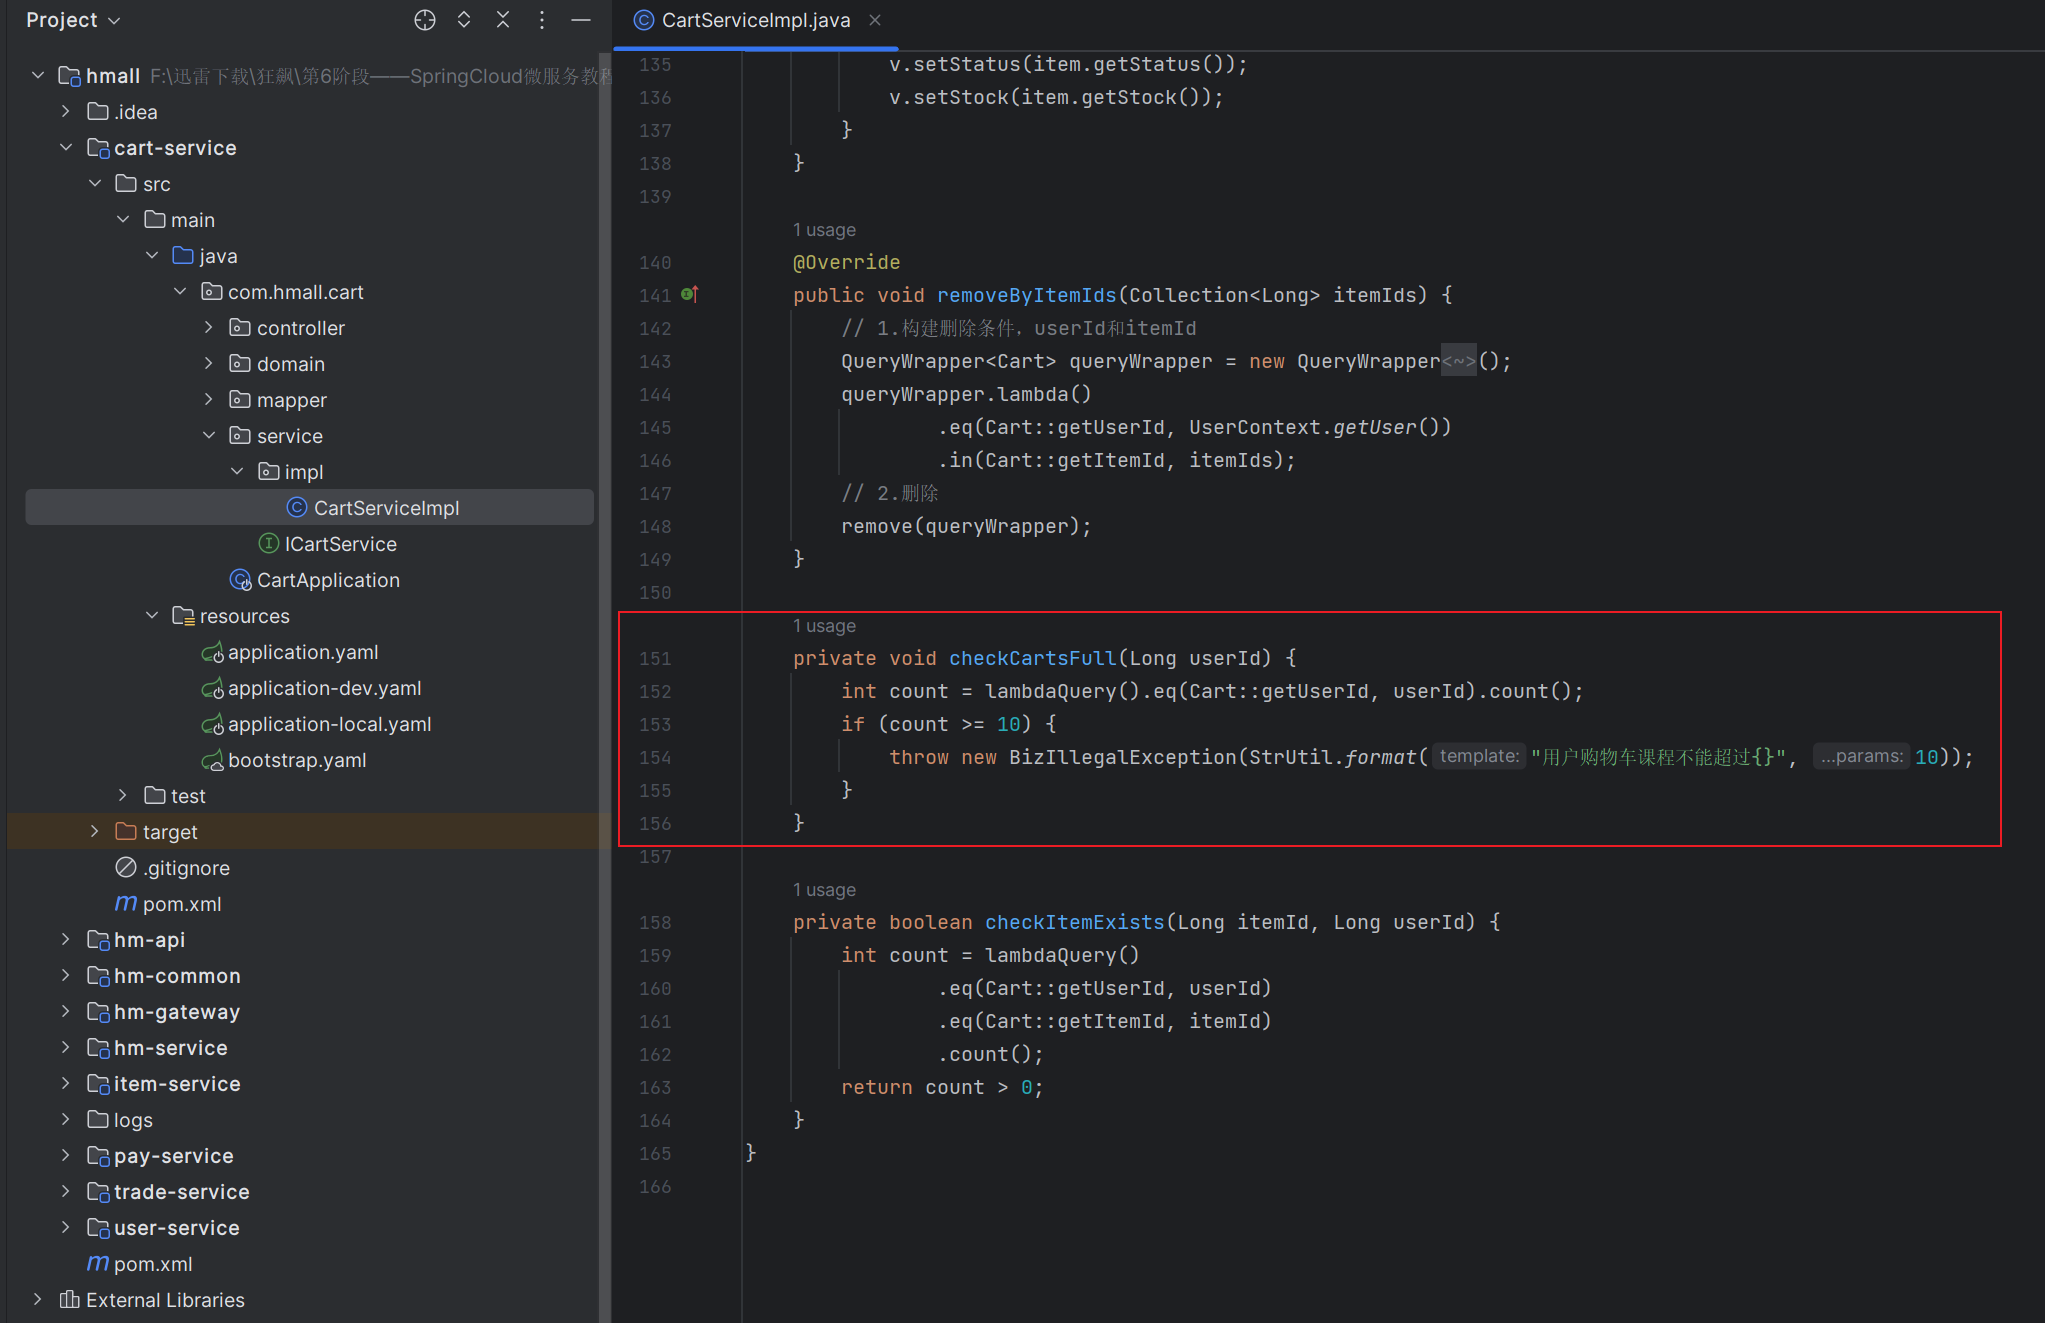 Project
hmall F:\迅雷下载\狂飙\第6阶段——SpringCloud微服务教程
.idea
cart-service
src
main
java
com.hmall.cart
controller
domain
mapper
service
impl
CartServiceImpl
ICartService
CartApplication
resources
application.yaml
application-dev.yaml
application-local.yaml
bootstrap.yaml
test
target
.gitignore
pom.xml
hm-api
hm-common
hm-gateway
hm-service
item-service
logs
pay-service
trade-service
user-service
pom.xml
External Libraries
CartServiceImpl.java
135 v.setStatus(item.getStatus());
136 v.setStock(item.getStock());
137 }
138 }
139
1 usage
140 @Override
141 public void removeByItemIds(Collection<Long> itemIds) {
142 // 1.构建删除条件，userId和itemId
143 QueryWrapper<Cart> queryWrapper = new QueryWrapper<~>();
144 queryWrapper.lambda()
145 .eq(Cart::getUserId, UserContext.getUser())
146 .in(Cart::getItemId, itemIds);
147 // 2.删除
148 remove(queryWrapper);
149 }
150
1 usage
151 private void checkCartsFull(Long userId) {
152 int count = lambdaQuery().eq(Cart::getUserId, userId).count();
153 if (count >= 10) {
154 throw new BizIllegalException(StrUtil.format( template: "用户购物车课程不能超过{}", ...params: 10));
155 }
156 }
157
1 usage
158 private boolean checkItemExists(Long itemId, Long userId) {
159 int count = lambdaQuery()
160 .eq(Cart::getUserId, userId)
161 .eq(Cart::getItemId, itemId)
162 .count();
163 return count > 0;
164 }
165 }
166